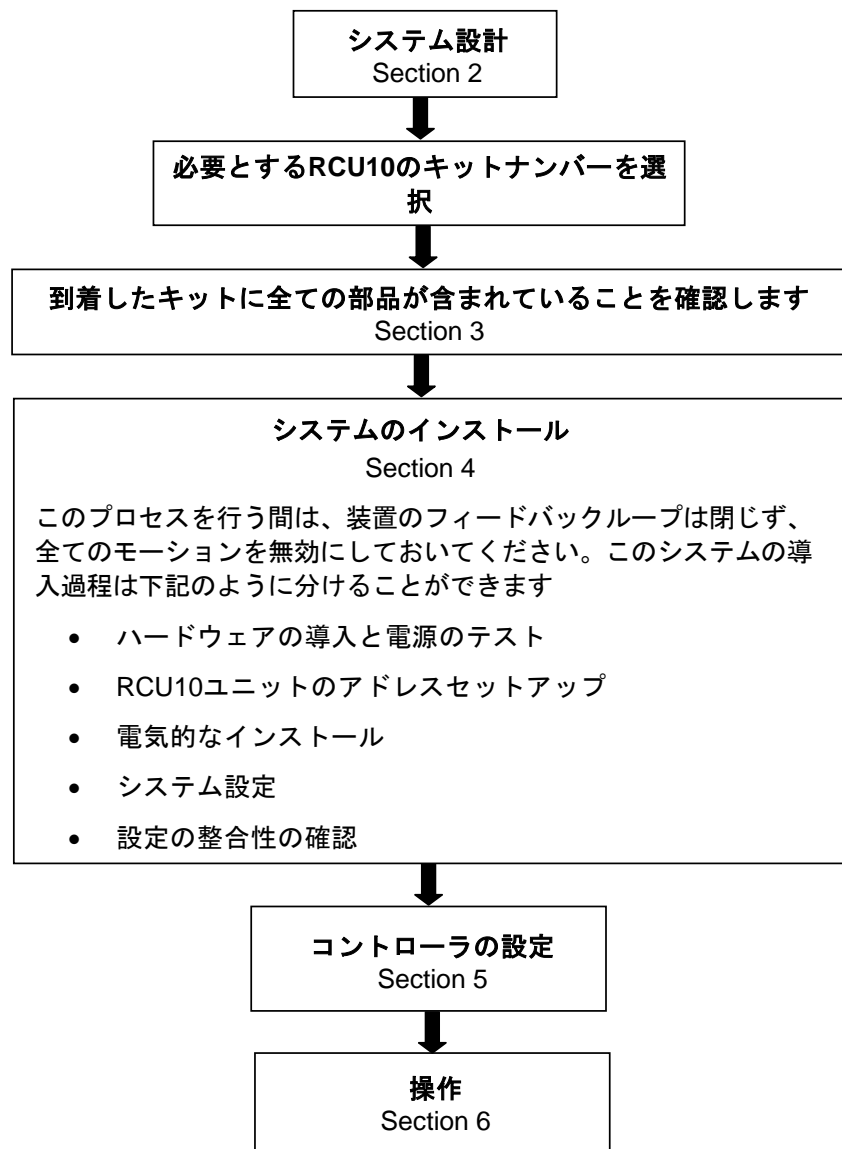 システム設計
Section 2
必要とするRCU10のキットナンバーを選
択
到着したキットに全ての部品が含まれていることを確認します
Section 3
システムのインストール
Section 4
このプロセスを行う間は、装置のフィードバックループは閉じず、
全てのモーションを無効にしておいてください。このシステムの導
入過程は下記のように分けることができます
• ハードウェアの導入と電源のテスト
• RCU10ユニットのアドレスセットアップ
• 電気的なインストール
• システム設定
• 設定の整合性の確認
コントローラの設定
Section 5
操作
Section 6